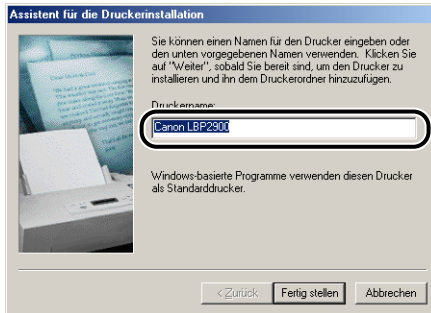 Assistent für die Druckerinstallation
Sie können einen Namen für den Drucker eingeben oder
den unten vorgegebenen Namen verwenden. Klicken Sie
auf "Weiter", sobald Sie bereit sind, um den Drucker zu
installieren und ihn dem Druckerordner hinzuzufügen.
Druckername:
Canon LBP2900
Windows-basierte Programme verwenden diesen Drucker
als Standarddrucker.
< Zurück Fertig stellen Abbrechen